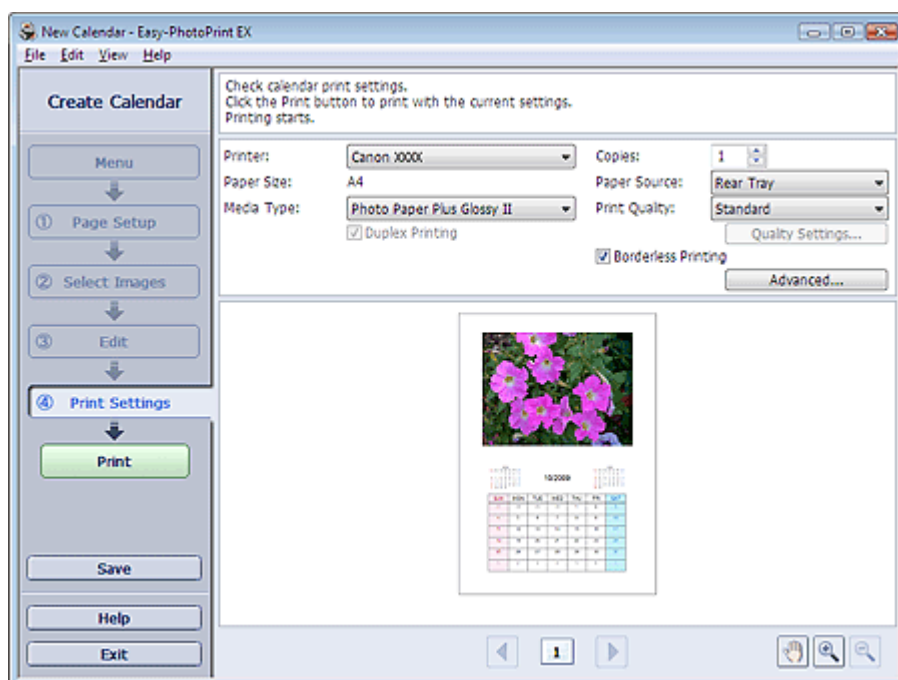 New Calendar - Easy-PhotoPrint EX
File Edit View Help
Create Calendar
Menu
① Page Setup
② Select Images
③ Edit
④ Print Settings
Print
Save
Help
Exit
Check calendar print settings.
Click the Print button to print with the current settings.
Printing starts.
Printer: Canon XXXX
Copies: 1
Paper Size: A4
Paper Source: Rear Tray
Media Type: Photo Paper Plus Glossy II
Print Quality: Standard
Duplex Printing
Quality Settings...
Borderless Printing
Advanced...
10/2009
SUN MON TUE WED THU FRI SAT
1